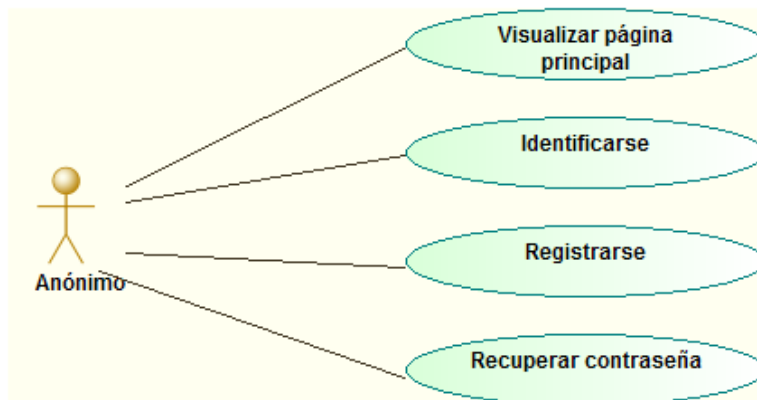 Visualizar página
principal
Identificarse
Anónimo
Registrarse
Recuperar contraseña